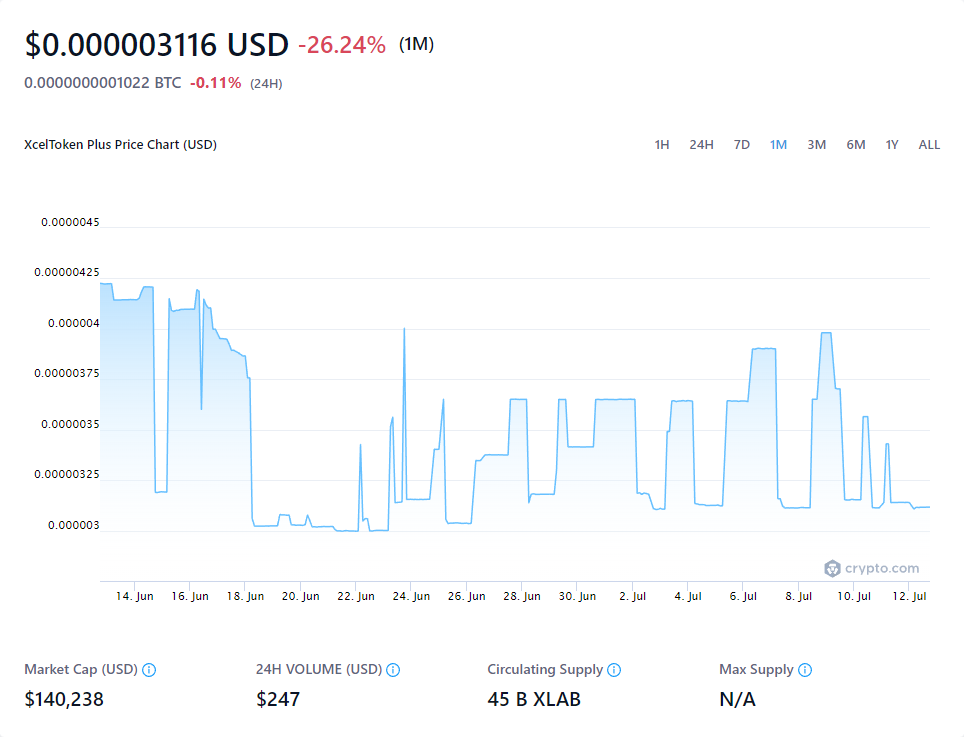 $0.000003116 USD -26.24% (1M)
0.0000000001022 BTC -0.11% (24H)
XcelToken Plus Price Chart (USD) 1H 24H 7D 1M 3M 6M 1Y ALL
0.0000045
0.00000425
0.000004
0.00000375
0.0000035
0.00000325
0.000003
crypto.com
14. Jun 16. Jun 18. Jun 20. Jun 22. Jun 24. Jun 26. Jun 28. Jun 30. Jun 2. Jul 4. Jul 6. Jul 8. Jul 10. Jul 12. Jul
Market Cap (USD) 24H VOLUME (USD) Circulating Supply Max Supply
$140,238 $247 45 B XLAB N/A